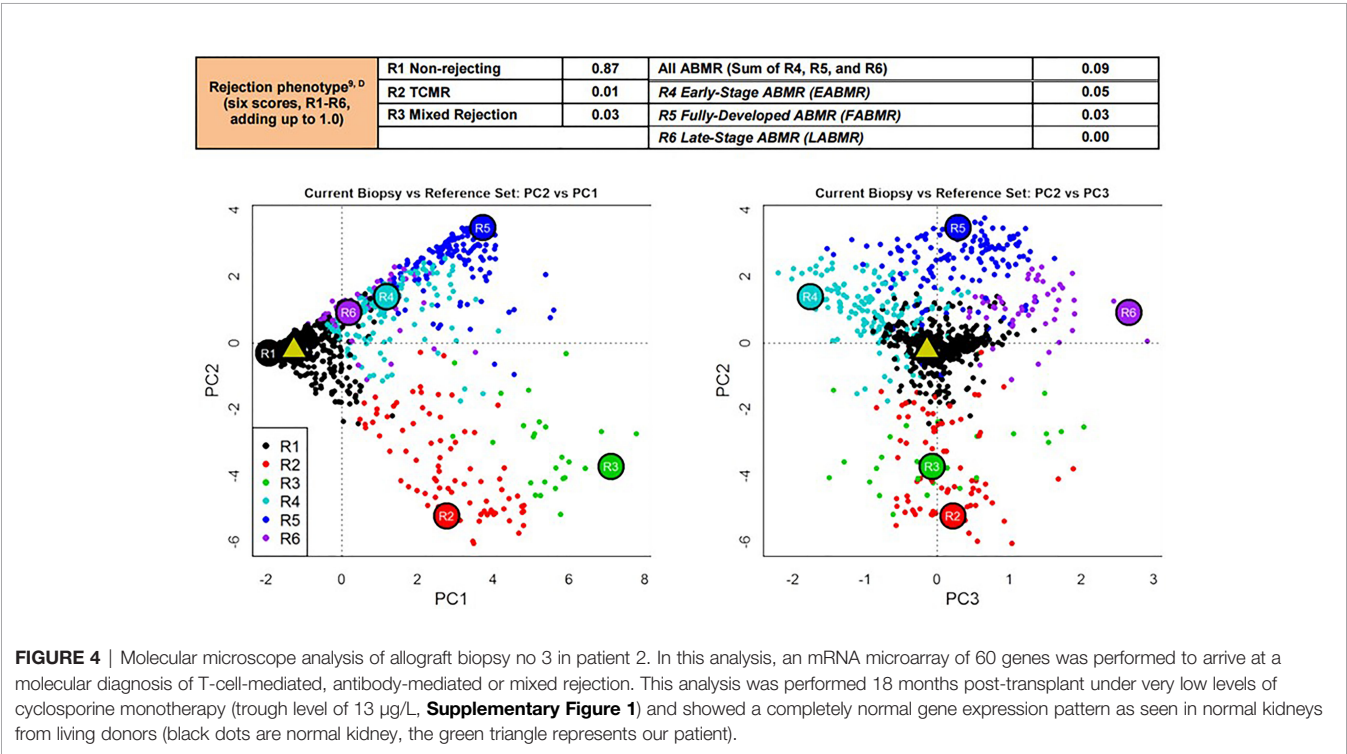 Rejection phenotype9, D
(six scores, R1-R6,
adding up to 1.0)
R1 Non-rejecting 0.87 All ABMR (Sum of R4, R5, and R6) 0.09
R2 TCMR 0.01 R4 Early-Stage ABMR (EABMR) 0.05
R3 Mixed Rejection 0.03 R5 Fully-Developed ABMR (FABMR) 0.03
R6 Late-Stage ABMR (LABMR) 0.00
Current Biopsy vs Reference Set: PC2 vs PC1
4
2
0
-2
-4
-6
PC2
R5
R4
R6
R1
R3
R2
R1
R2
R3
R4
R5
R6
-2 0 2 4 6 8
PC1
Current Biopsy vs Reference Set: PC2 vs PC3
4
2
0
-2
-4
-6
PC2
R5
R4
R6
R3
R2
-2 -1 0 1 2 3
PC3
FIGURE 4 | Molecular microscope analysis of allograft biopsy no 3 in patient 2. In this analysis, an mRNA microarray of 60 genes was performed to arrive at a
molecular diagnosis of T-cell-mediated, antibody-mediated or mixed rejection. This analysis was performed 18 months post-transplant under very low levels of
cyclosporine monotherapy (trough level of 13 µg/L, Supplementary Figure 1) and showed a completely normal gene expression pattern as seen in normal kidneys
from living donors (black dots are normal kidney, the green triangle represents our patient).